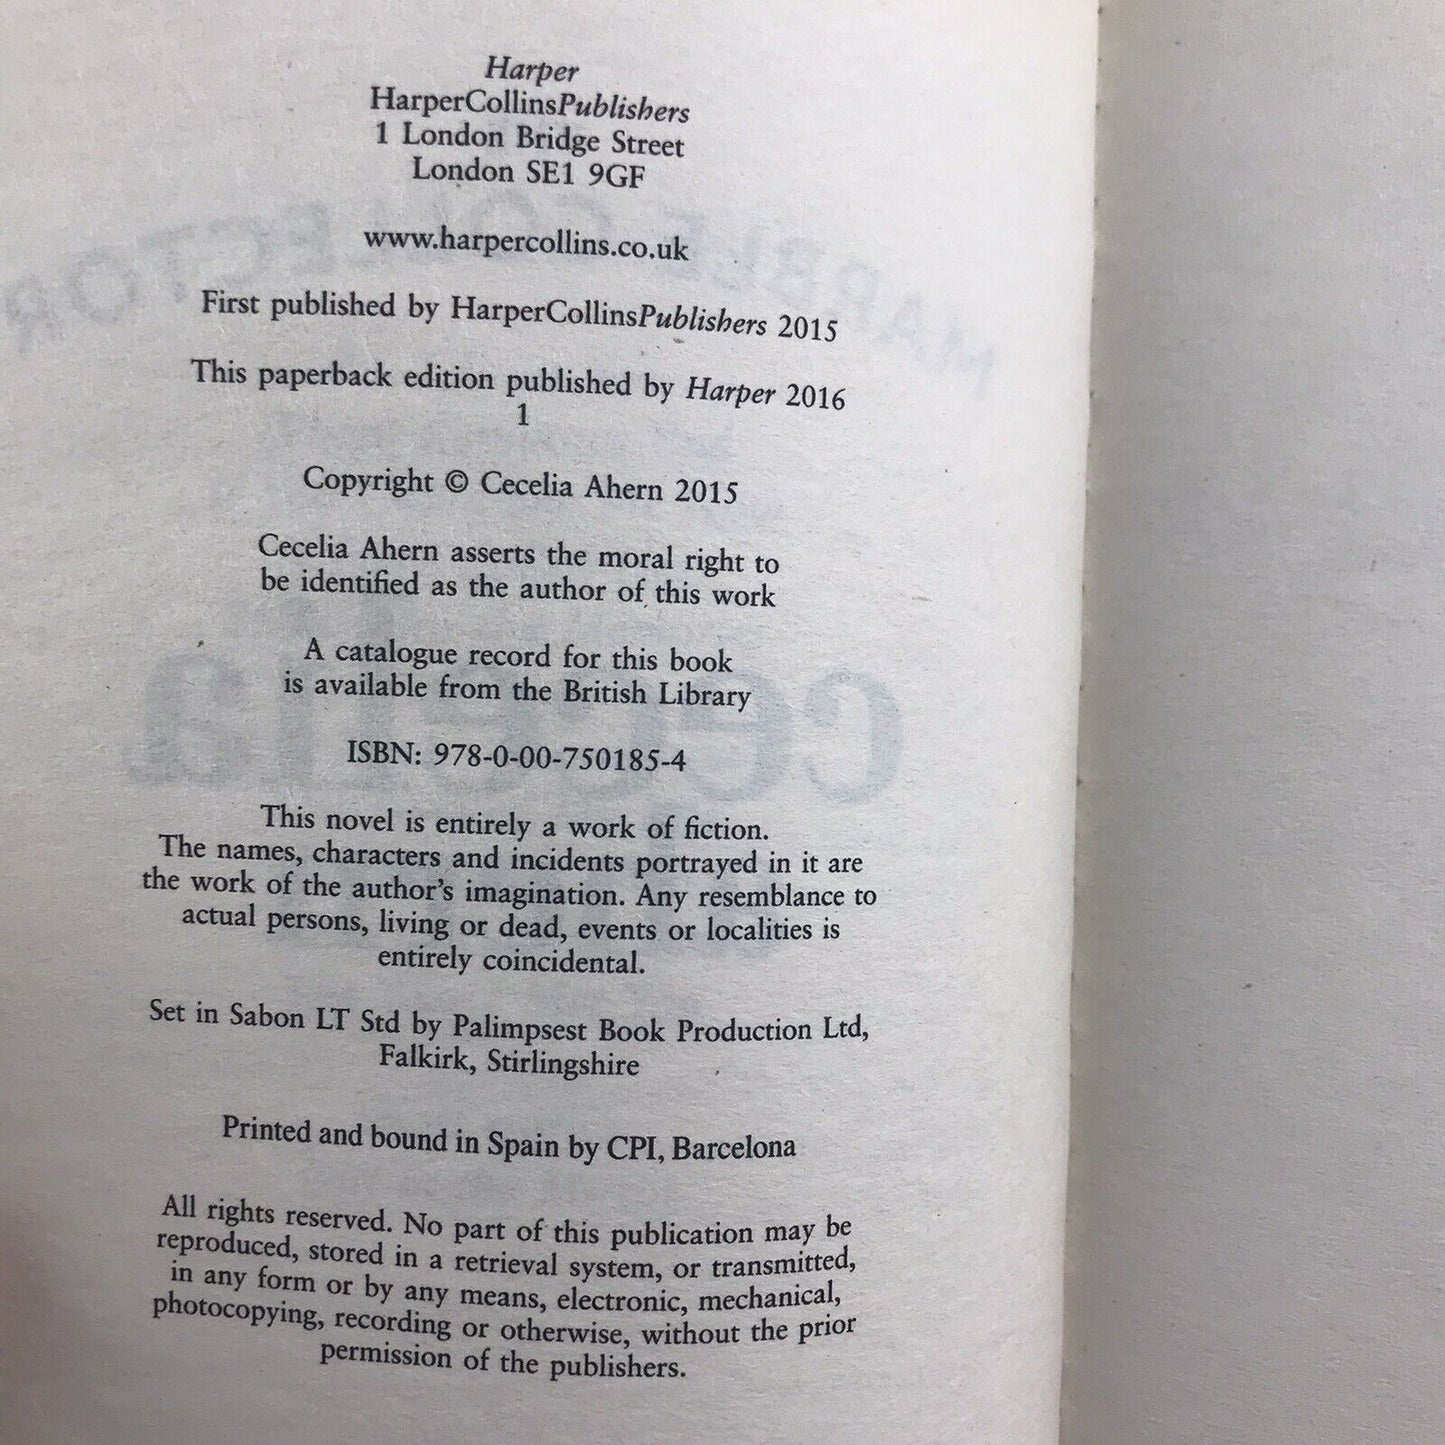 Harper
HarperCollinsPublishers
1 London Bridge Street
London SE1 9GF
www.harpercollins.co.uk
First published by HarperCollinsPublishers 2015
This paperback edition published by Harper 2016
1
Copyright © Cecelia Ahern 2015
Cecelia Ahern asserts the moral right to
be identified as the author of this work
A catalogue record for this book
is available from the British Library
ISBN: 978-0-00-750185-4
This novel is entirely a work of fiction.
The names, characters and incidents portrayed in it are
the work of the author's imagination. Any resemblance to
actual persons, living or dead, events or localities is
entirely coincidental.
Set in Sabon LT Std by Palimpsest Book Production Ltd,
Falkirk, Stirlingshire
Printed and bound in Spain by CPI, Barcelona
All rights reserved. No part of this publication may be
reproduced, stored in a retrieval system, or transmitted,
in any form or by any means, electronic, mechanical,
photocopying, recording or otherwise, without the prior
permission of the publishers.
MARBLE COLLECTOR
cecelia